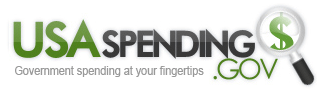 USASPENDING
.GOV
$
Government spending at your fingertips